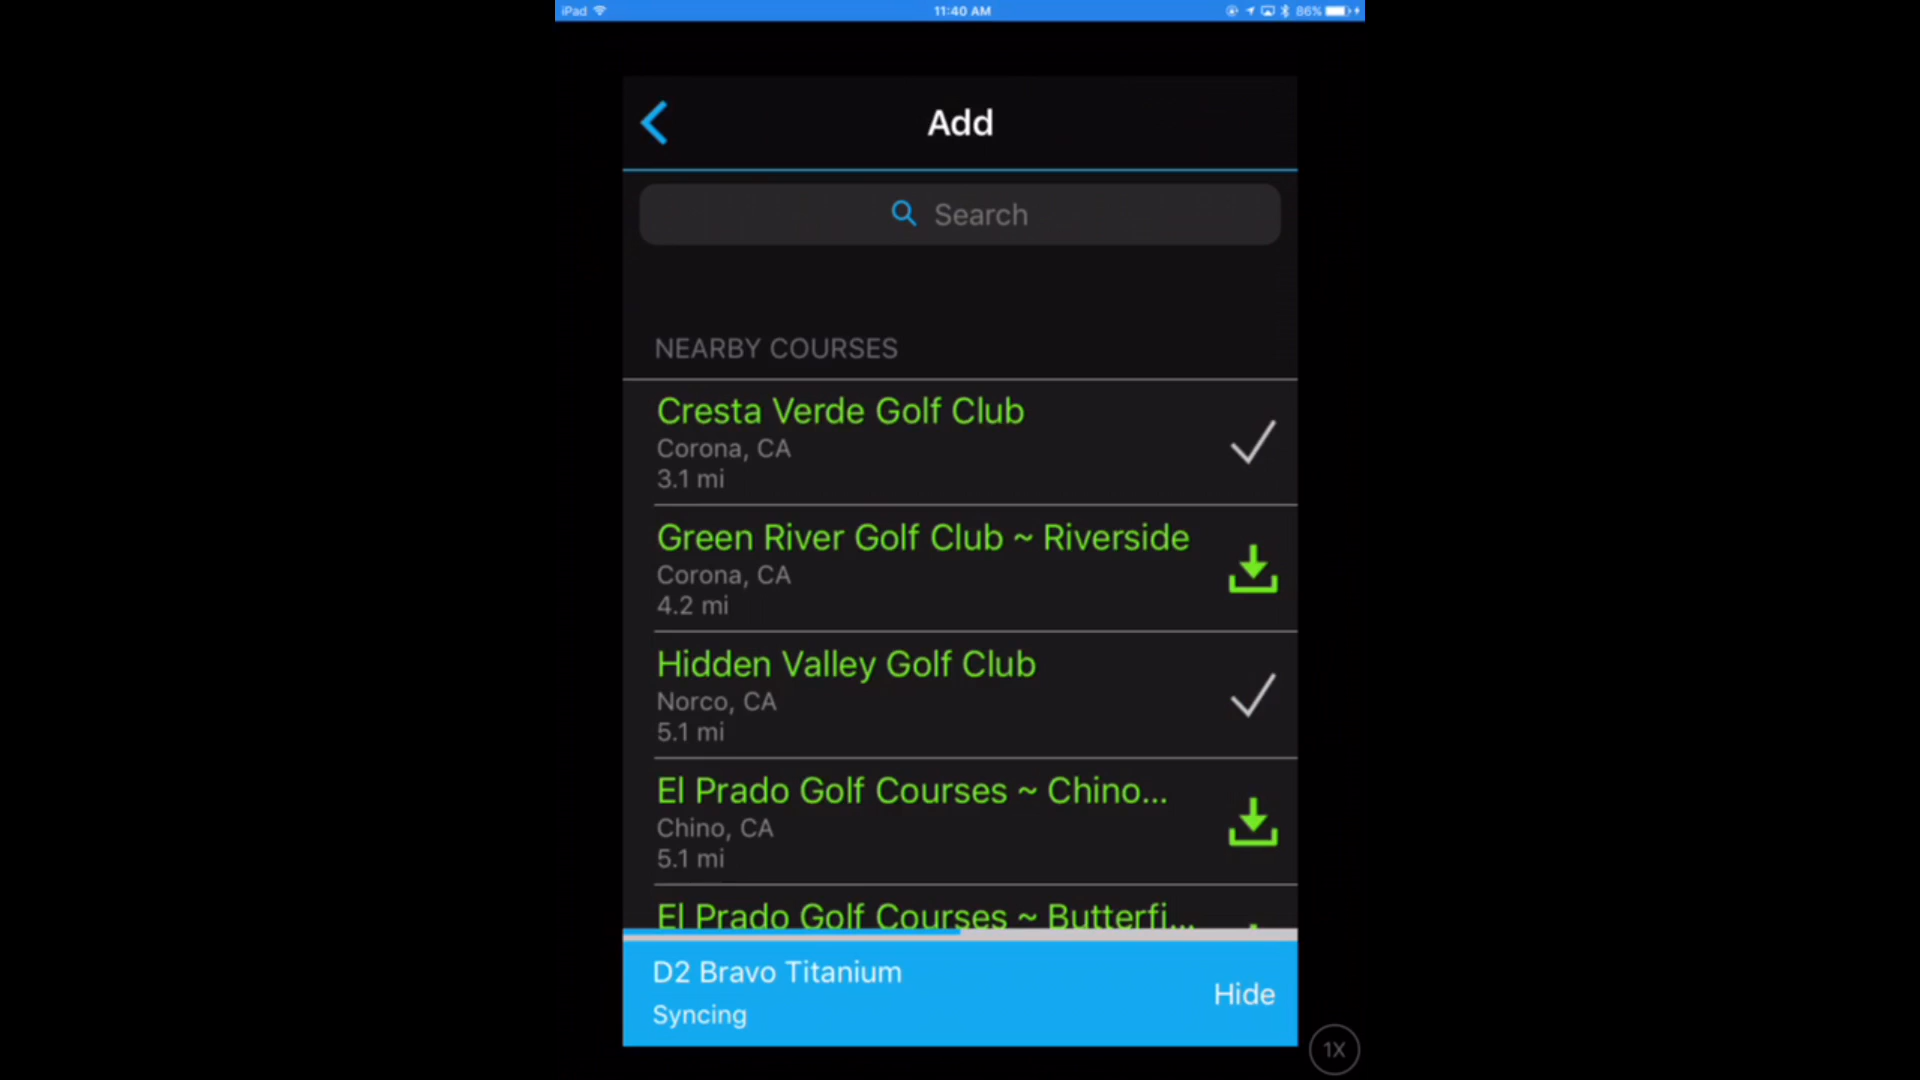 iPad
11:40 AM
86%
Add
Search
NEARBY COURSES
Cresta Verde Golf Club
Corona, CA
3.1 mi
Green River Golf Club ~ Riverside
Corona, CA
4.2 mi
Hidden Valley Golf Club
Norco, CA
5.1 mi
El Prado Golf Courses ~ Chino...
Chino, CA
5.1 mi
El Prado Golf Courses ~ Butterfi...
D2 Bravo Titanium
Syncing
Hide
1X